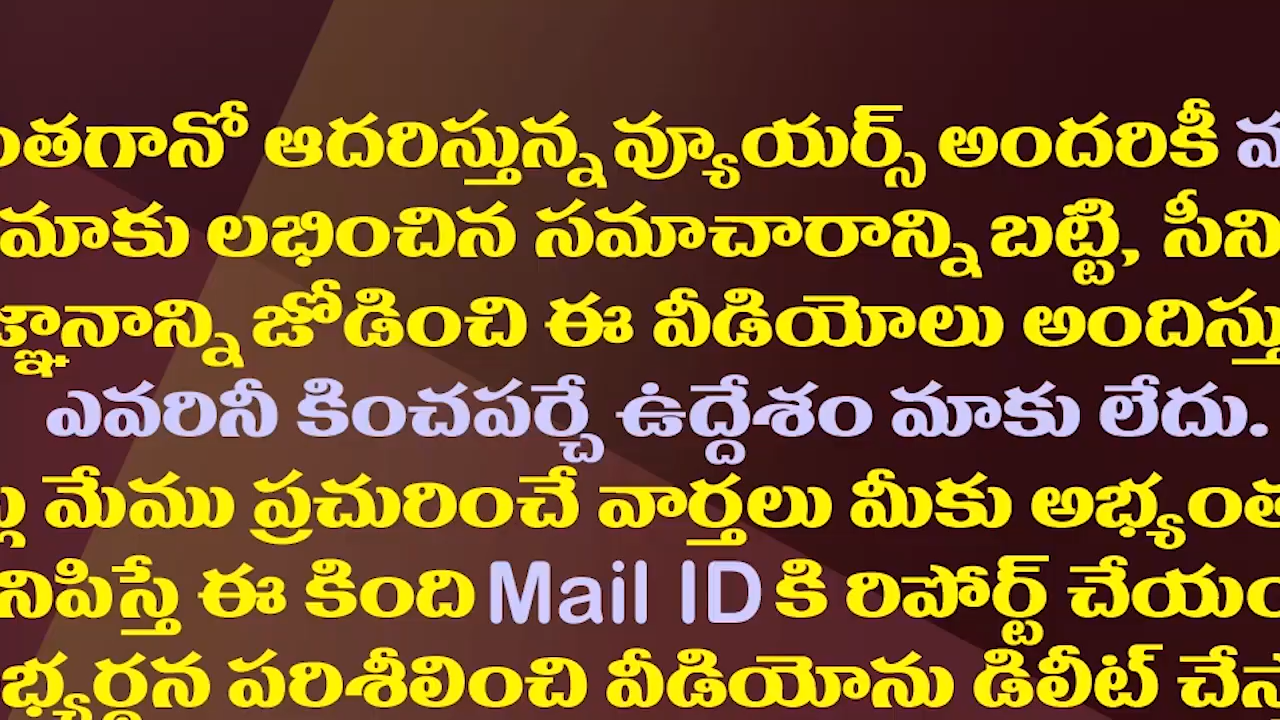 ంతగానో ఆదరిస్తున్న వ్యూయర్స్ అందరికీ
మాకు లభించిన సమాచారాన్ని బట్టి, సీని
జ్ఞానాన్ని జోడించి ఈ వీడియోలు అందిస్తు
ఎవరినీ కించపర్చే ఉద్దేశం మాకు లేదు.
మేము ప్రచురించే వార్తలు మీకు అభ్యంత
నిపిస్తే ఈ కింది Mail ID కి రిపోర్ట్ చేయం
భ్యర్థన పరిశీలించి వీడియోను డిలీట్ చేస